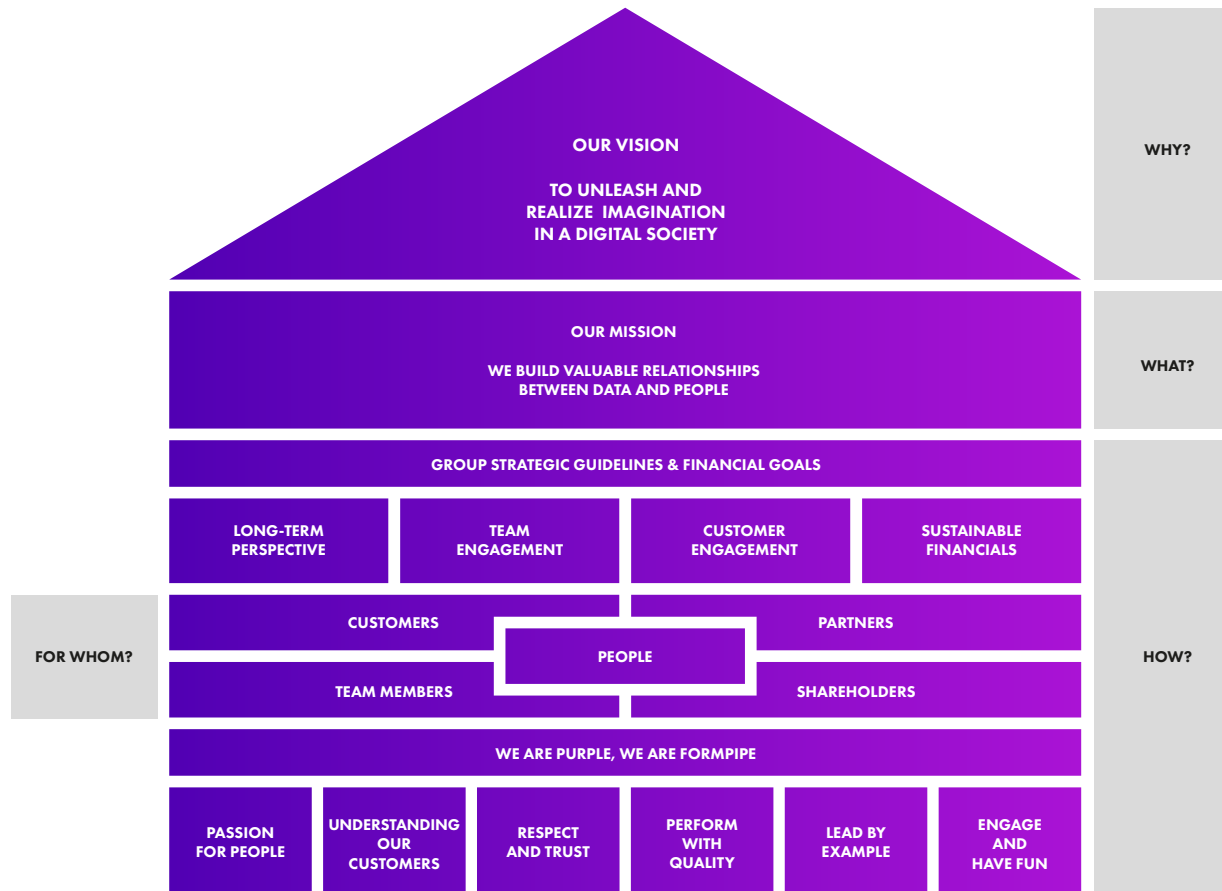 OUR VISION
TO UNLEASH AND
REALIZE IMAGINATION
IN A DIGITAL SOCIETY
WHY?
OUR MISSION
WE BUILD VALUABLE RELATIONSHIPS
BETWEEN DATA AND PEOPLE
WHAT?
GROUP STRATEGIC GUIDELINES & FINANCIAL GOALS
LONG-TERM
PERSPECTIVE
TEAM
ENGAGEMENT
CUSTOMER
ENGAGEMENT
SUSTAINABLE
FINANCIALS
FOR WHOM?
CUSTOMERS
PARTNERS
PEOPLE
TEAM MEMBERS
SHAREHOLDERS
HOW?
WE ARE PURPLE, WE ARE FORMPIPE
PASSION
FOR PEOPLE
UNDERSTANDING
OUR
CUSTOMERS
RESPECT
AND TRUST
PERFORM
WITH
QUALITY
LEAD BY
EXAMPLE
ENGAGE
AND
HAVE FUN